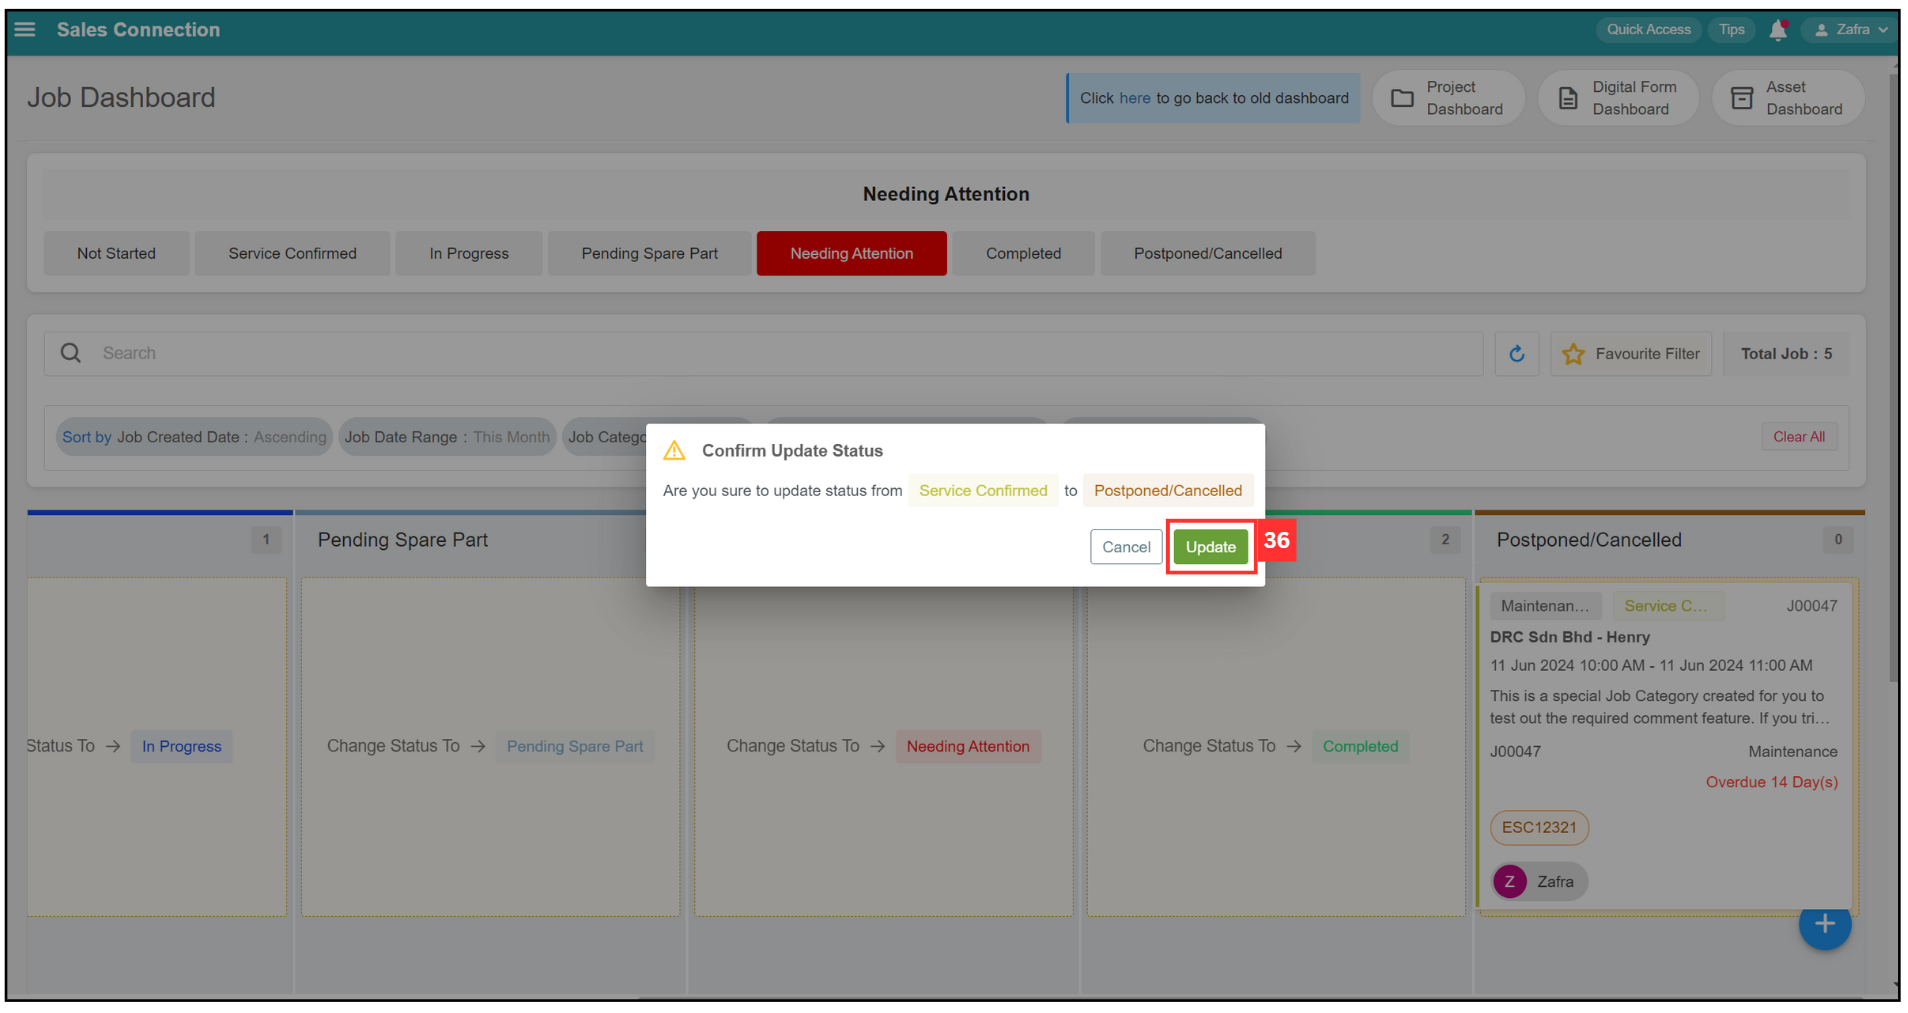 Sales Connection
Quick Access
Tips
Zafra
Job Dashboard
Click here to go back to old dashboard
Project
Dashboard
Digital Form
Dashboard
Asset
Dashboard
Needing Attention
Not Started
Service Confirmed
In Progress
Pending Spare Part
Needing Attention
Completed
Postponed/Cancelled
Search
Favourite Filter
Total Job : 5
Sort by Job Created Date : Ascending
Job Date Range : This Month
Job Catego
Clear All
Confirm Update Status
Are you sure to update status from Service Confirmed to Postponed/Cancelled
Cancel
Update
36
1
Pending Spare Part
2
Postponed/Cancelled
0
Status To → In Progress
Change Status To → Pending Spare Part
Change Status To → Needing Attention
Change Status To → Completed
Maintenan...
Service C...
J00047
DRC Sdn Bhd - Henry
11 Jun 2024 10:00 AM - 11 Jun 2024 11:00 AM
This is a special Job Category created for you to
test out the required comment feature. If you tri...
J00047
Maintenance
Overdue 14 Day(s)
ESC12321
Z
Zafra